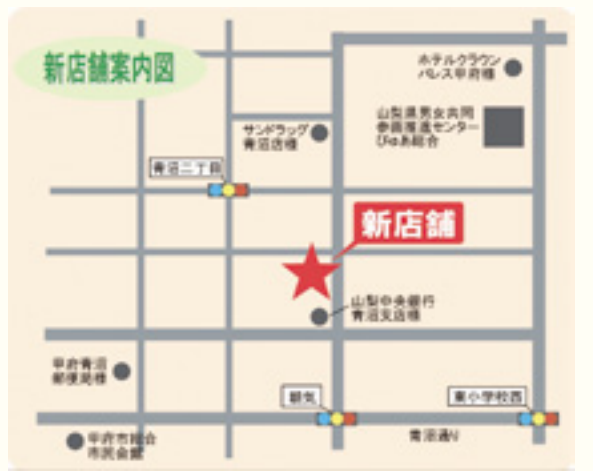 新店舗案内図
ホテルクラウン
パレス甲府様
山梨県男女共同
参画推進センター
ぴゅあ総合
サンドラッグ
青沼店様
青沼二丁目
新店舗
山梨中央銀行
青沼支店様
甲府青沼
郵便局様
東小学校西
青沼通り
甲府市総合
市民会館